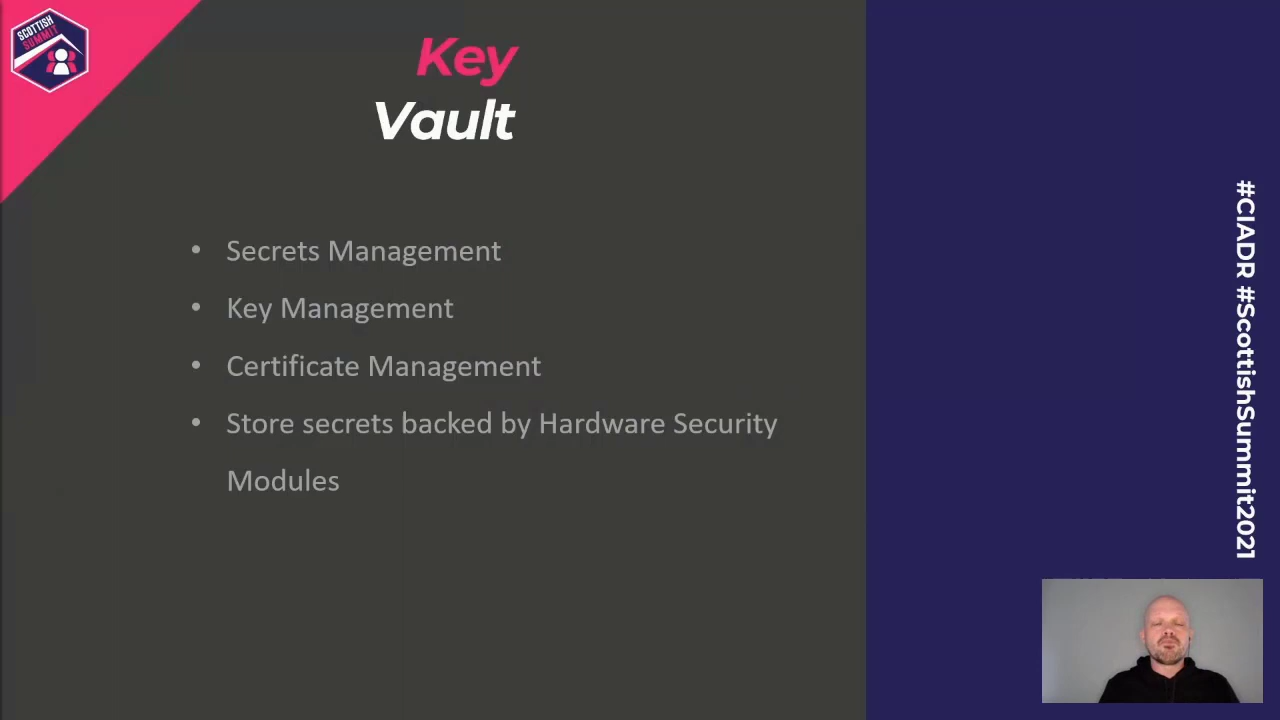 SCOTTISH
SUMMIT
Key
Vault
• Secrets Management
• Key Management
• Certificate Management
• Store secrets backed by Hardware Security
Modules
#CIADR #ScottishSummit2021